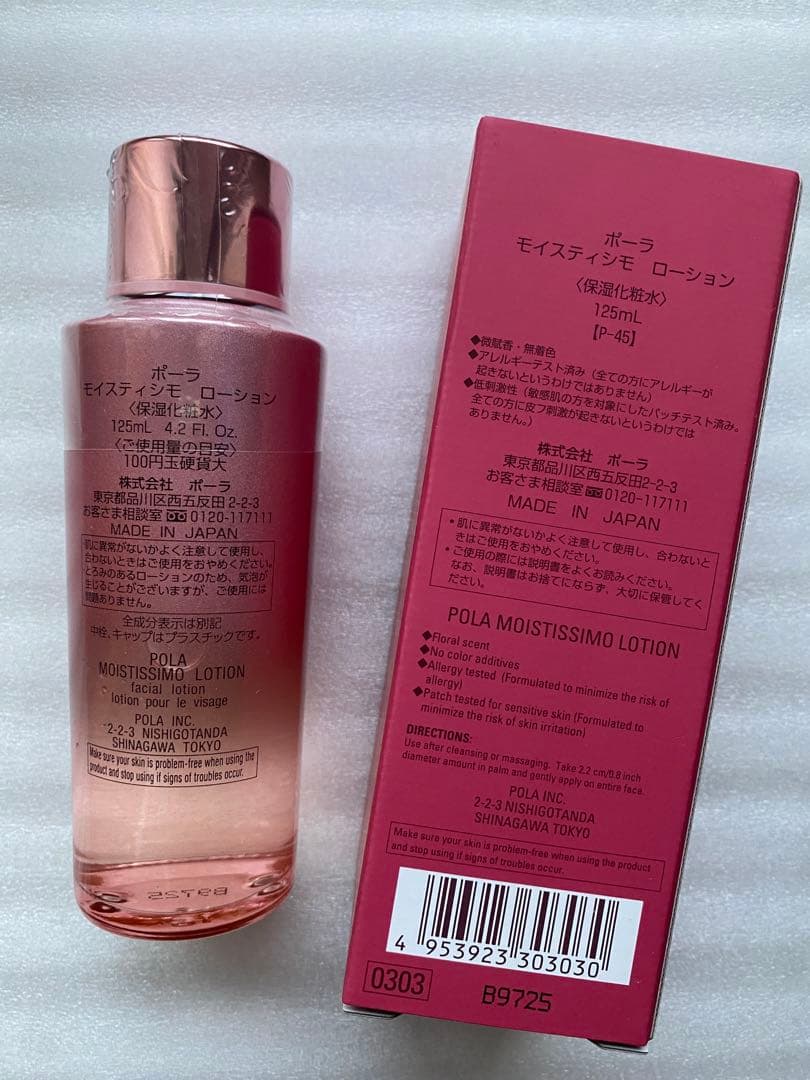 ポーラ
モイスティシモ ローション
〈保湿化粧水〉
125mL 4.2 Fl. Oz.
〈ご使用量の目安〉
100円玉硬貨大
株式会社 ポーラ
東京都品川区西五反田2-2-3
お客さま相談室 0120-117111
MADE IN JAPAN
肌に異常がないかよく注意して使用し、
合わないときはご使用をおやめください。
とろみのあるローションのため、気泡が
生じることがございますが、ご使用には
問題ありません。
全成分表示は別記
中栓、キャップはプラスチックです。
POLA
MOISTISSIMO LOTION
facial lotion
lotion pour le visage
POLA INC.
2-2-3 NISHIGOTANDA
SHINAGAWA TOKYO
Make sure your skin is problem-free when using the
product and stop using if signs of troubles occur.
B9725
ポーラ
モイスティシモ ローション
〈保湿化粧水〉
125mL
【P-45】
◆微賦香・無着色
◆アレルギーテスト済み（全ての方にアレルギーが
起きないというわけではありません）
◆低刺激性（敏感肌の方を対象にしたパッチテスト済み。
全ての方に皮フ刺激が起きないというわけでは
ありません。）
株式会社 ポーラ
東京都品川区西五反田2-2-3
お客さま相談室 0120-117111
MADE IN JAPAN
・肌に異常がないかよく注意して使用し、合わないと
きはご使用をおやめください。
・ご使用の際には説明書をよくお読みください。
なお、説明書はお捨てにならず、大切に保管してく
ださい。
POLA MOISTISSIMO LOTION
◆Floral scent
◆No color additives
◆Allergy tested (Formulated to minimize the risk of
allergy)
◆Patch tested for sensitive skin (Formulated to
minimize the risk of skin irritation)
DIRECTIONS:
Use after cleansing or massaging. Take 2.2 cm/0.8 inch
diameter amount in palm and gently apply on entire face.
POLA INC.
2-2-3 NISHIGOTANDA
SHINAGAWA TOKYO
Make sure your skin is problem-free when using the product
and stop using if signs of troubles occur.
4 953923 303030
0303
B9725